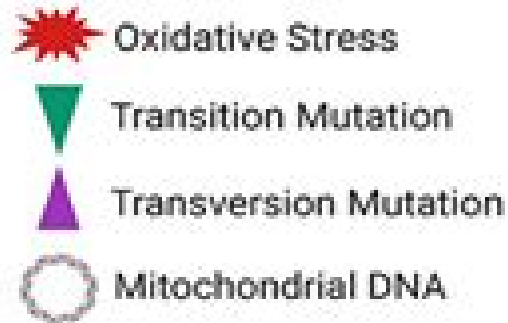 Oxidative Stress
Transition Mutation
Transversion Mutation
Mitochondrial DNA